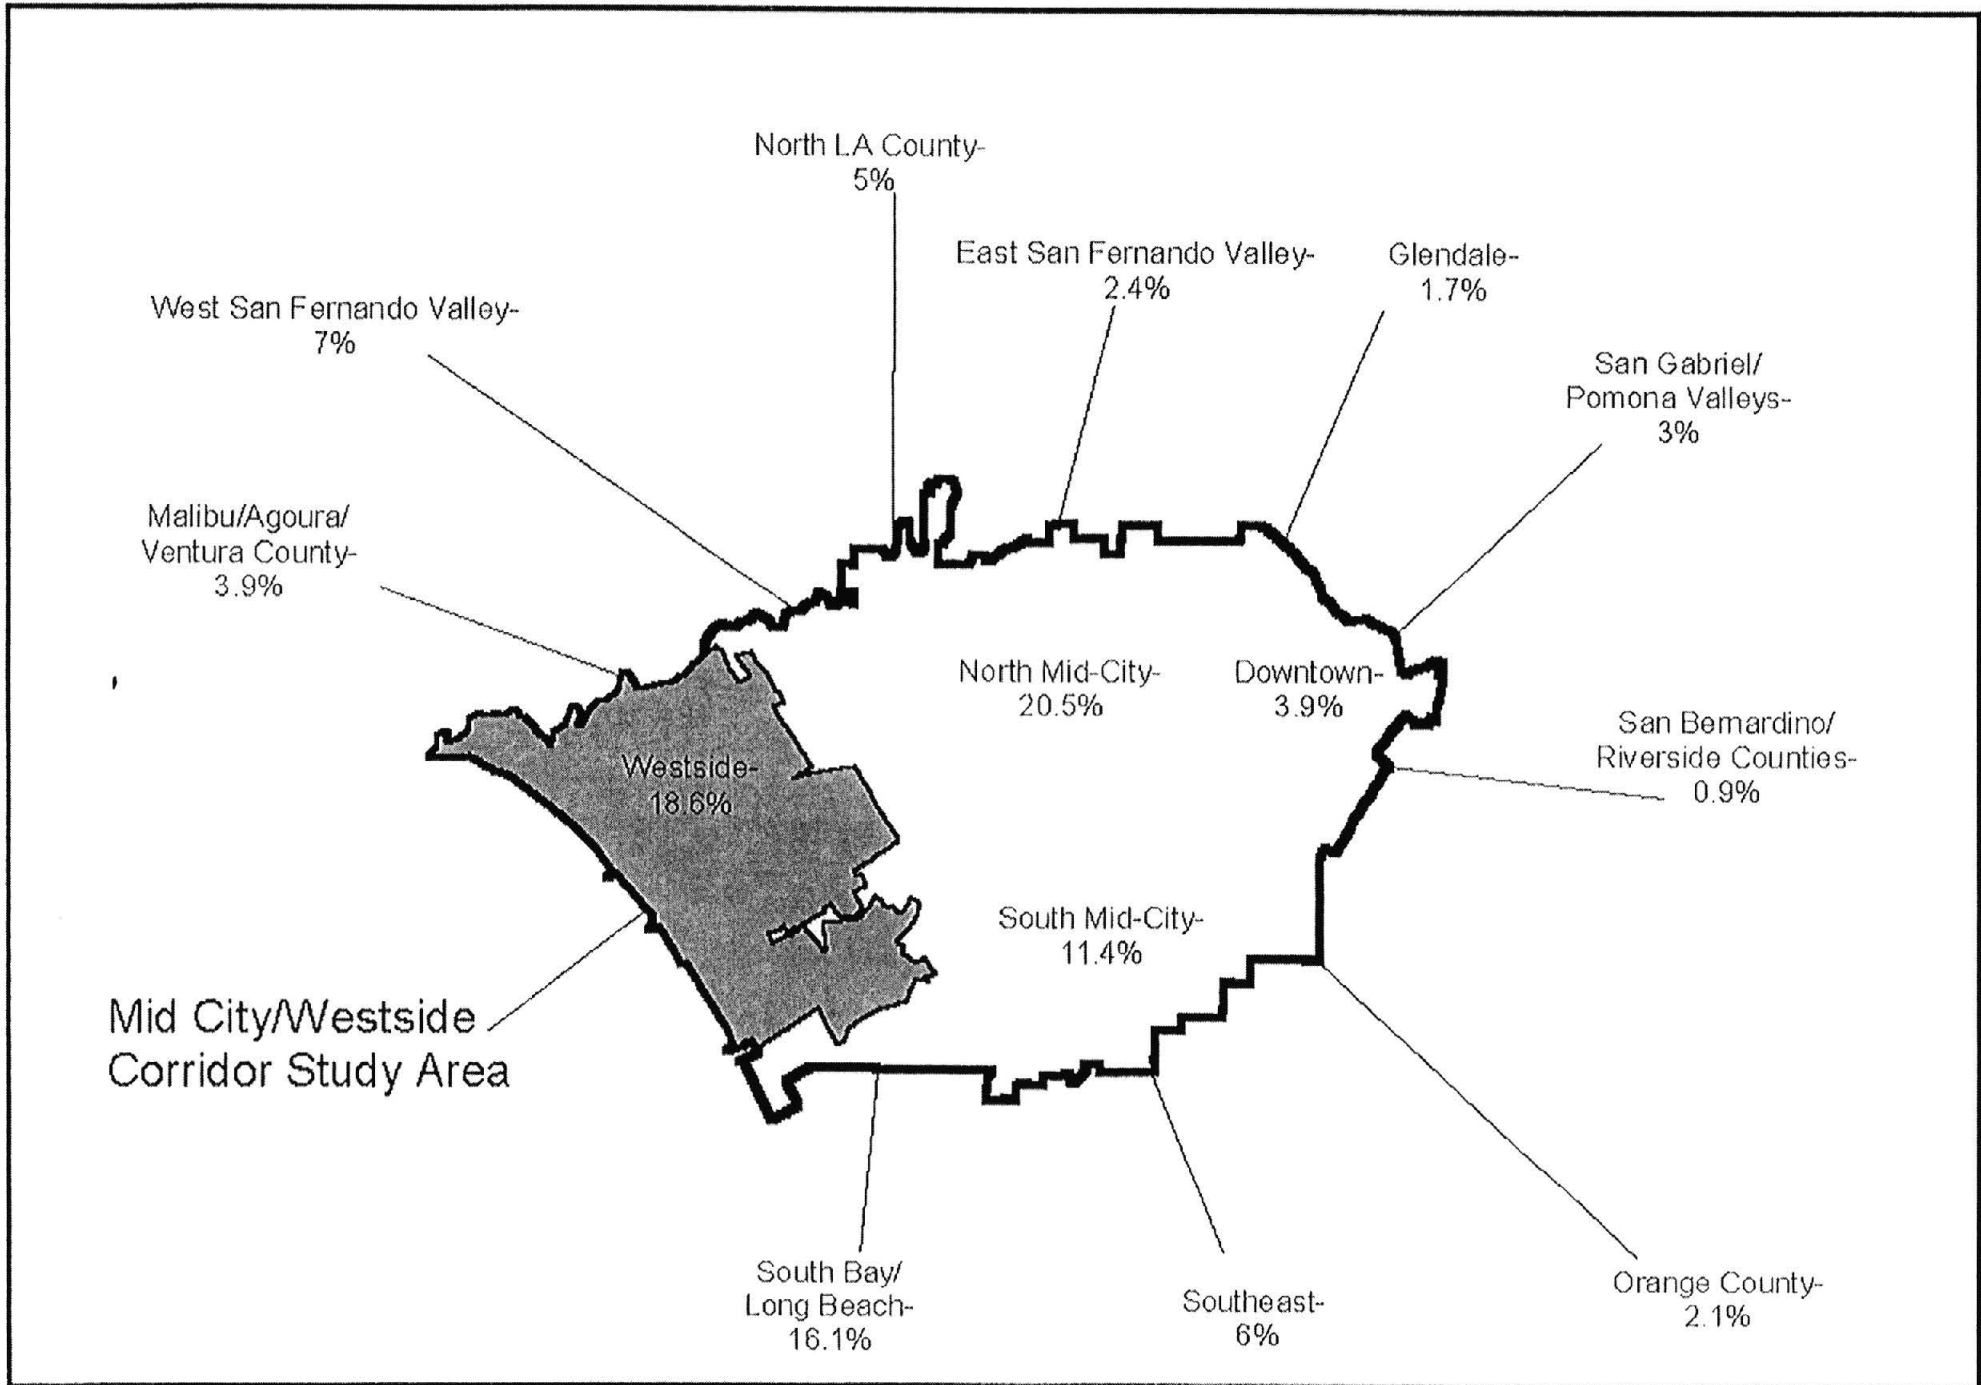 North LA County-
5%
East San Fernando Valley-
2.4%
Glendale-
1.7%
West San Fernando Valley-
7%
San Gabriel/
Pomona Valleys-
3%
Malibu/Agoura/
Ventura County-
3.9%
North Mid-City-
20.5%
Downtown-
3.9%
San Bernardino/
Riverside Counties-
0.9%
Westside-
18.6%
South Mid-City-
11.4%
Mid City/Westside
Corridor Study Area
South Bay/
Long Beach-
16.1%
Southeast-
6%
Orange County-
2.1%